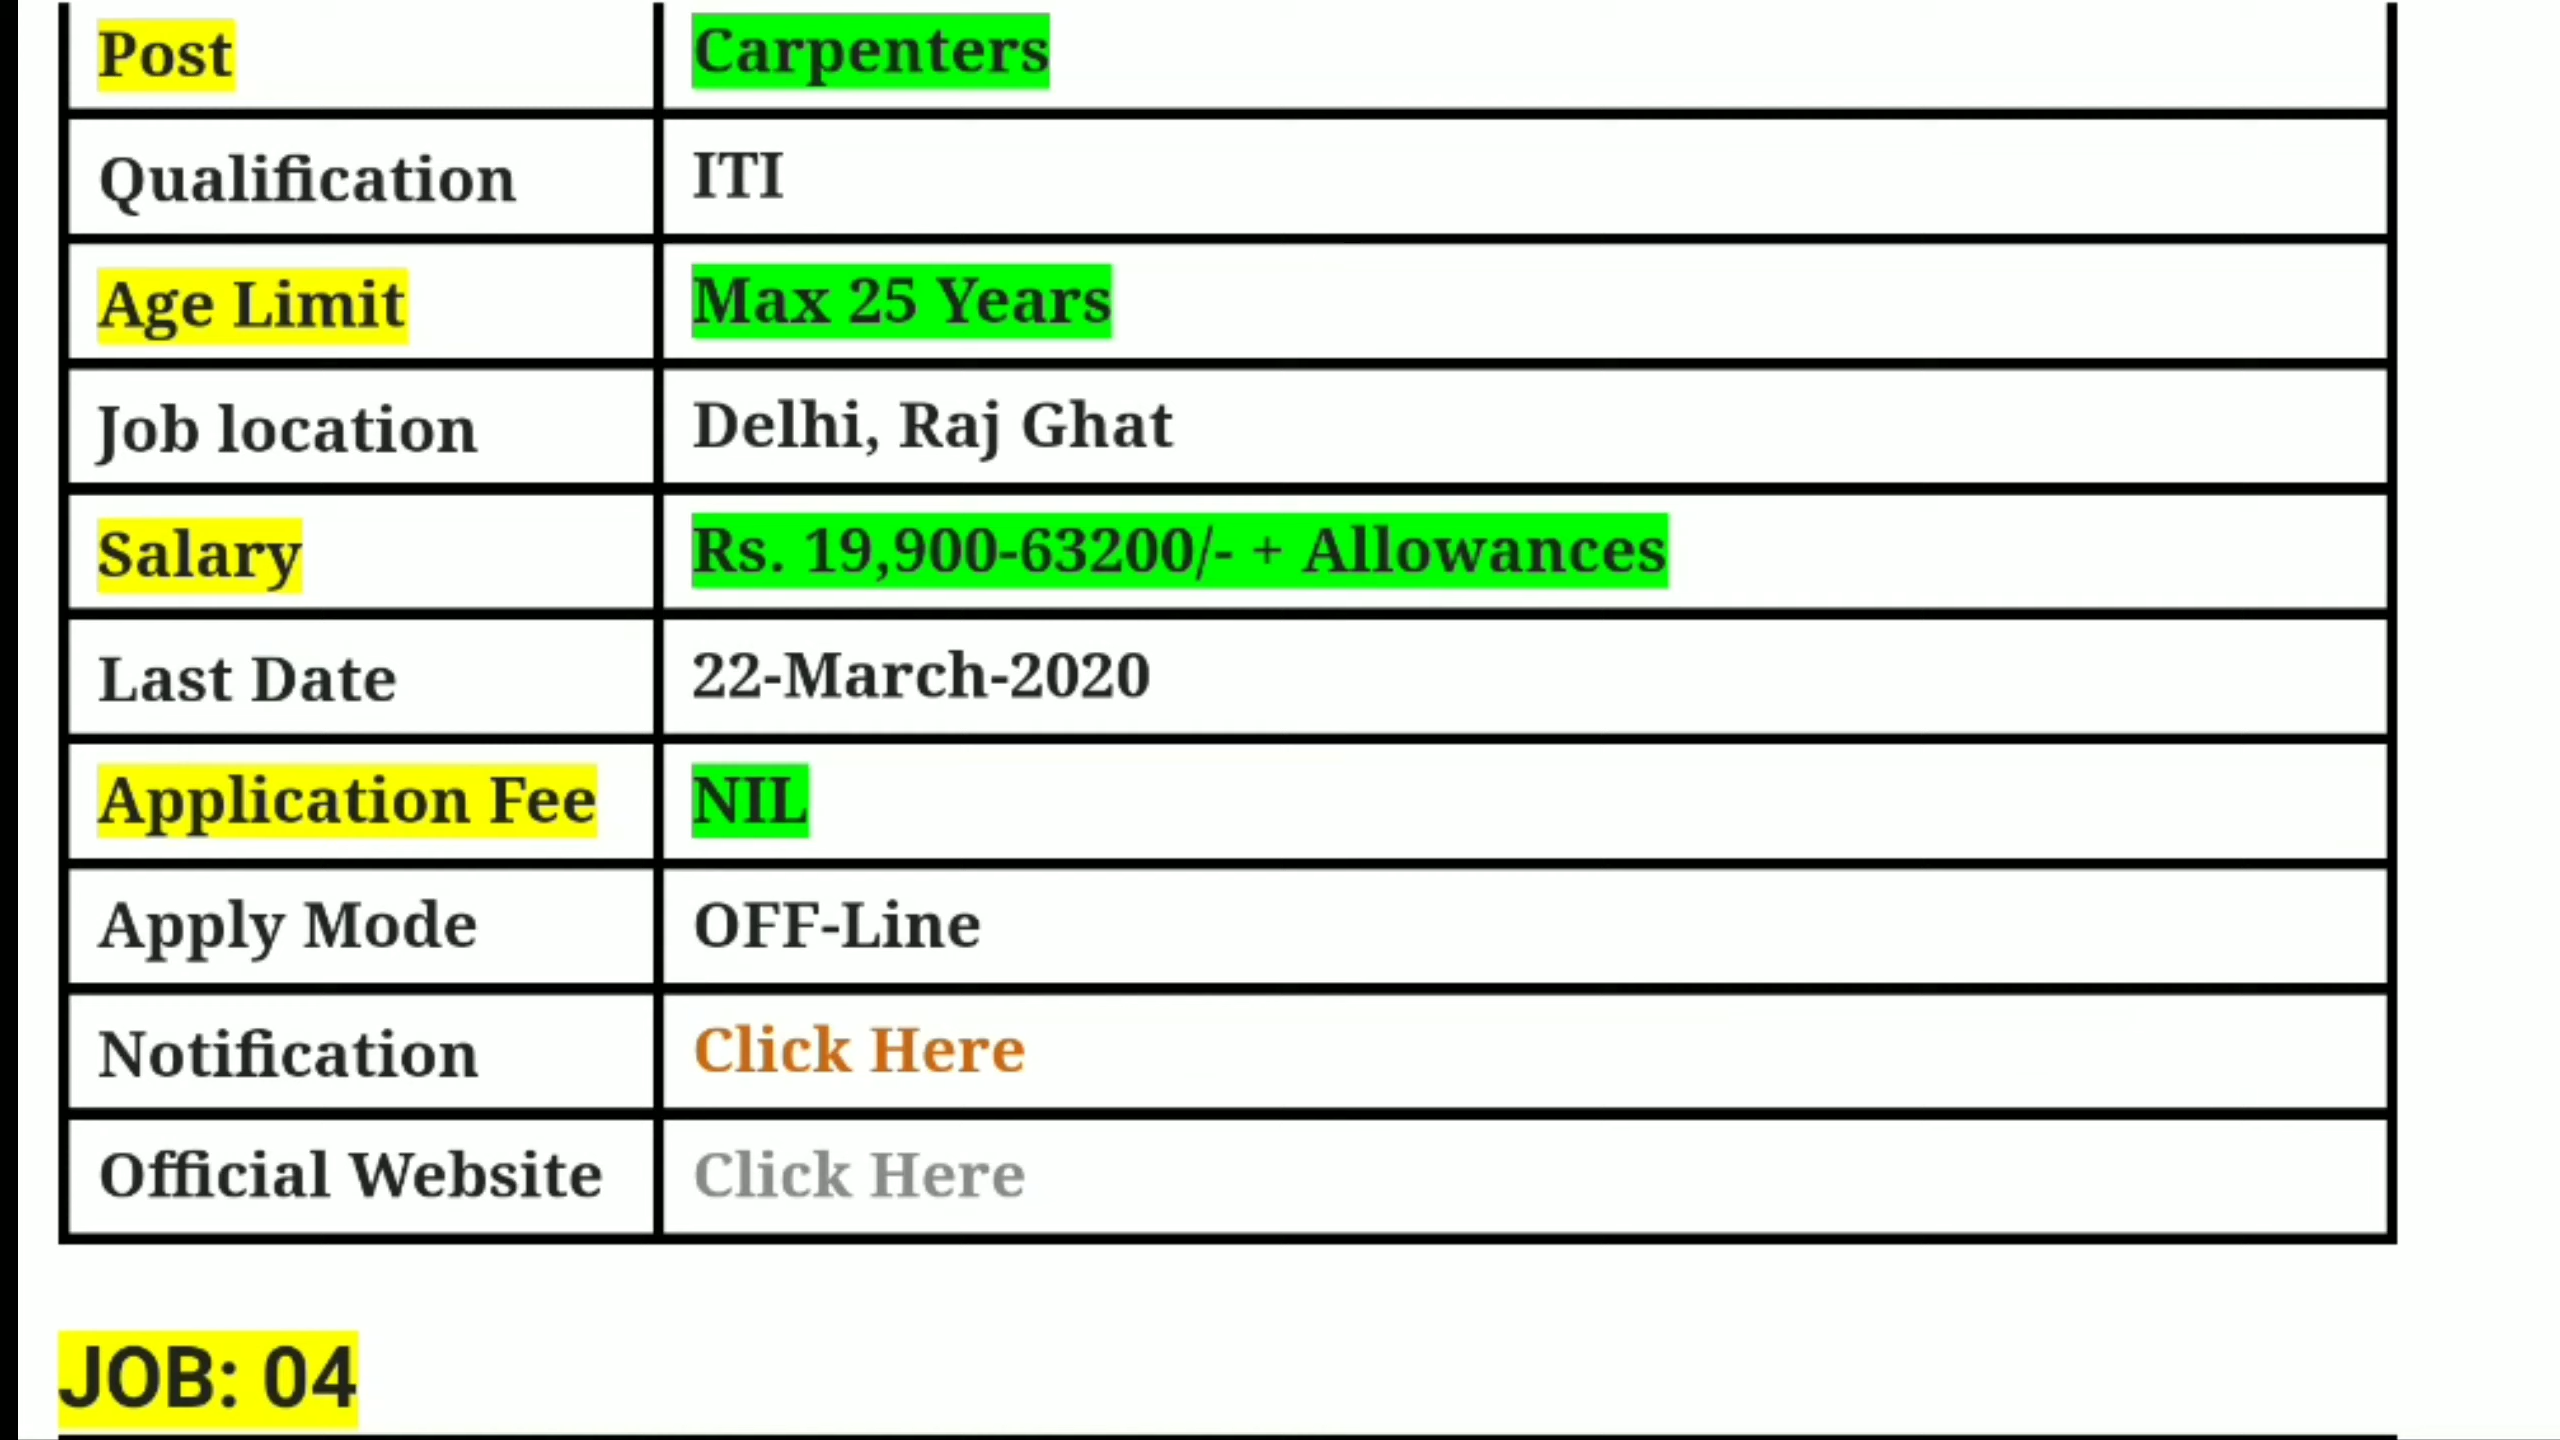 Post Carpenters
Qualification ITI
Age Limit Max 25 Years
Job location Delhi, Raj Ghat
Salary Rs. 19,900-63200/- + Allowances
Last Date 22-March-2020
Application Fee NIL
Apply Mode OFF-Line
Notification Click Here
Official Website Click Here
JOB: 04